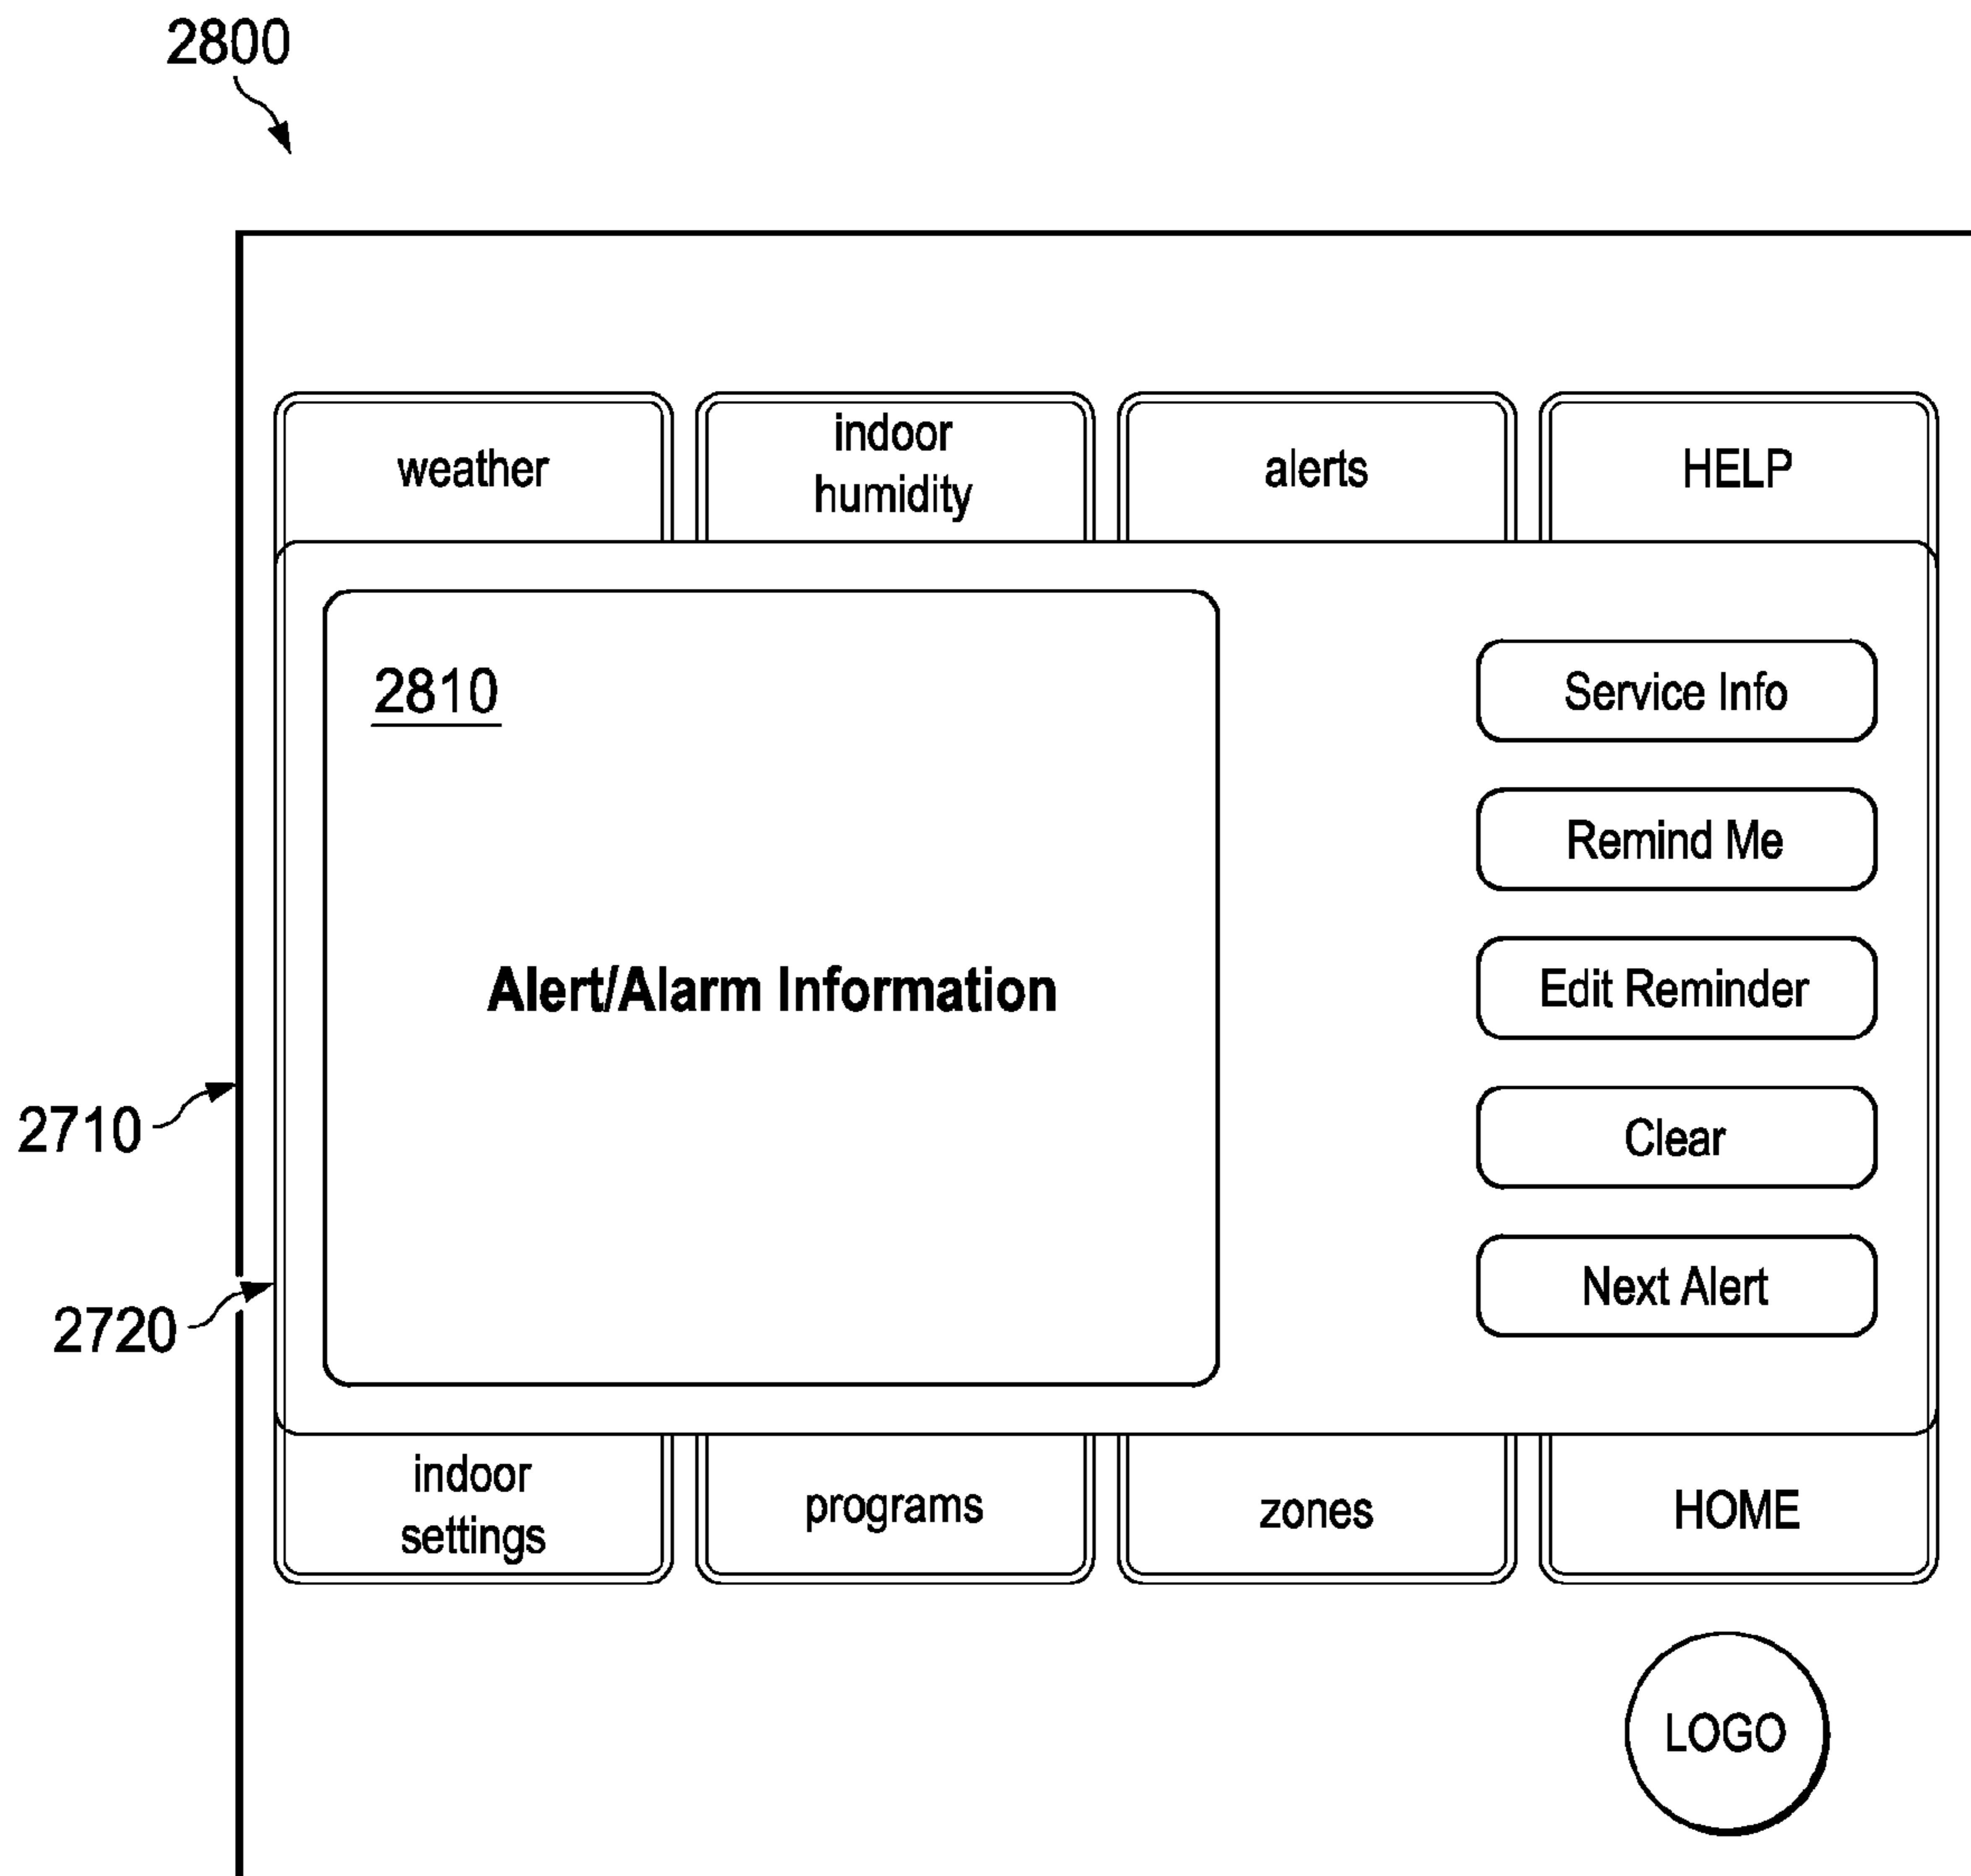 2800
weather
indoor
humidity
alerts
HELP
2810
Alert/Alarm Information
Service Info
Remind Me
Edit Reminder
Clear
Next Alert
2710
2720
indoor
settings
programs
zones
HOME
LOGO